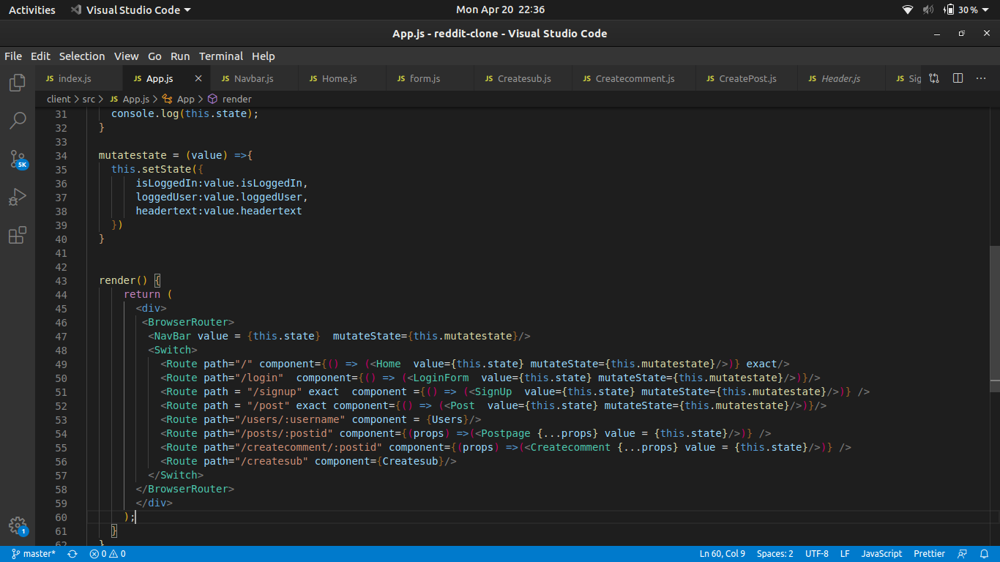 Activities Visual Studio Code Mon Apr 20 22:36 30%
App.js - reddit-clone - Visual Studio Code
File Edit Selection View Go Run Terminal Help
JS index.js JS App.js JS Navbar.js JS Home.js JS form.js JS Createsub.js JS Createcomment.js JS CreatePost.js JS Header.js JS Sig
client > src > JS App.js > App > render
31 console.log(this.state);
32 }
33
34 mutatestate = (value) =>{
35 this.setState({
36 isLoggedIn:value.isLoggedIn,
37 loggedUser:value.loggedUser,
38 headertext:value.headertext
39 })
40 }
41
42
43 render() {
44 return (
45 <div>
46 <BrowserRouter>
47 <NavBar value = {this.state}  mutateState={this.mutatestate}/>
48 <Switch>
49 <Route path="/" component={() => (<Home  value={this.state} mutateState={this.mutatestate}/>)} exact/>
50 <Route path="/login"  component={() => (<LoginForm  value={this.state} mutateState={this.mutatestate}/>)}/>
51 <Route path = "/signup" exact  component ={() => (<SignUp  value={this.state} mutateState={this.mutatestate}/>)} />
52 <Route path = "/post" exact component={() => (<Post  value={this.state} mutateState={this.mutatestate}/>)}/>
53 <Route path="/users/:username" component = {Users}/>
54 <Route path="/posts/:postid" component={(props) =>(<Postpage {...props} value = {this.state}/>)} />
55 <Route path="/createcomment/:postid" component={(props) =>(<Createcomment {...props} value = {this.state}/>)} />
56 <Route path="/createsub" component={Createsub}/>
57 </Switch>
58 </BrowserRouter>
59 </div>
60 );
61 }
62 }
5K
1
master* 0 0 Ln 60, Col 9 Spaces: 2 UTF-8 LF JavaScript Prettier